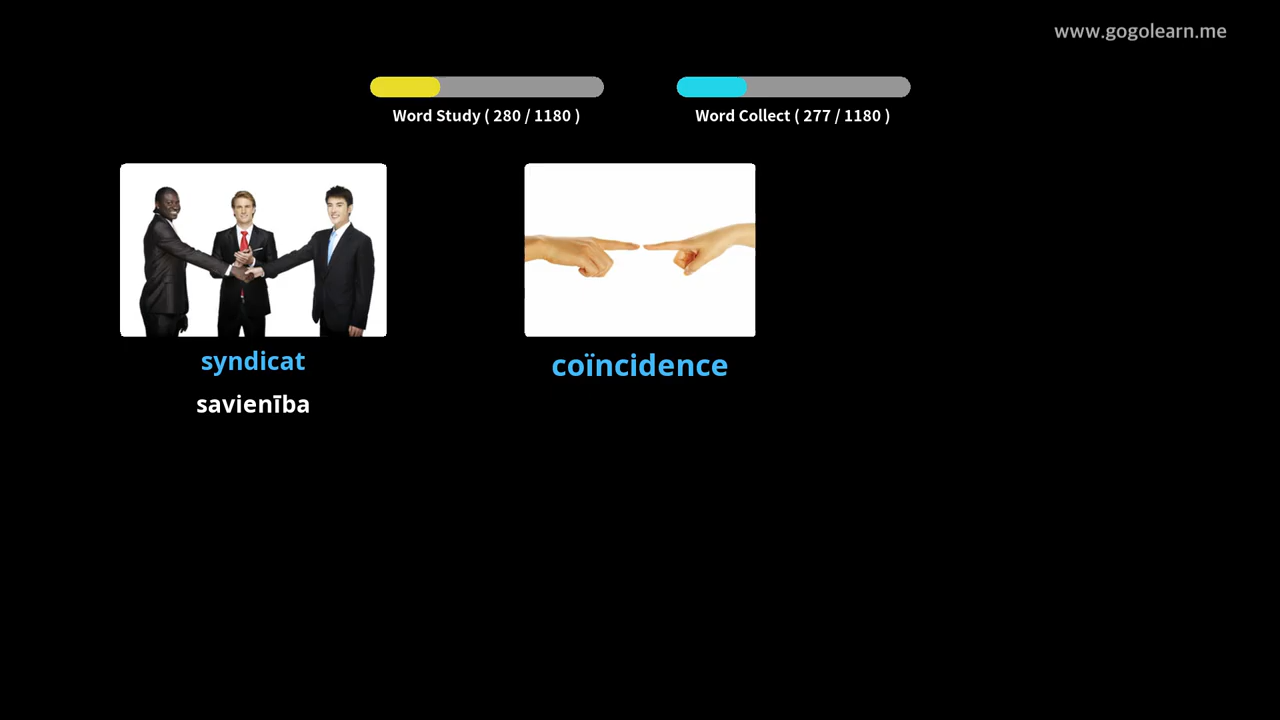 www.gogolearn.me
Word Study ( 280 / 1180 )
Word Collect ( 277 / 1180 )
syndicat
savienība
coïncidence